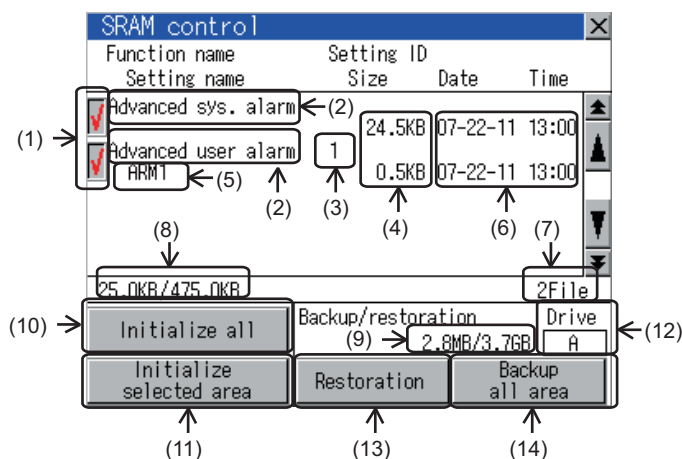 SRAM control
Function name Setting ID
Setting name Size Date Time
Advanced sys. alarm (2)
(1) 24.5KB 07-22-11 13:00
Advanced user alarm 1
ARM1 (5) 0.5KB 07-22-11 13:00
(2) (3) (4) (6) (7)
(8)
25.0KB/475.0KB 2File
(10) Initialize all Backup/restoration Drive (12)
(9) 2.8MB/3.7GB A
Initialize selected area Restoration Backup all area
(11) (13) (14)